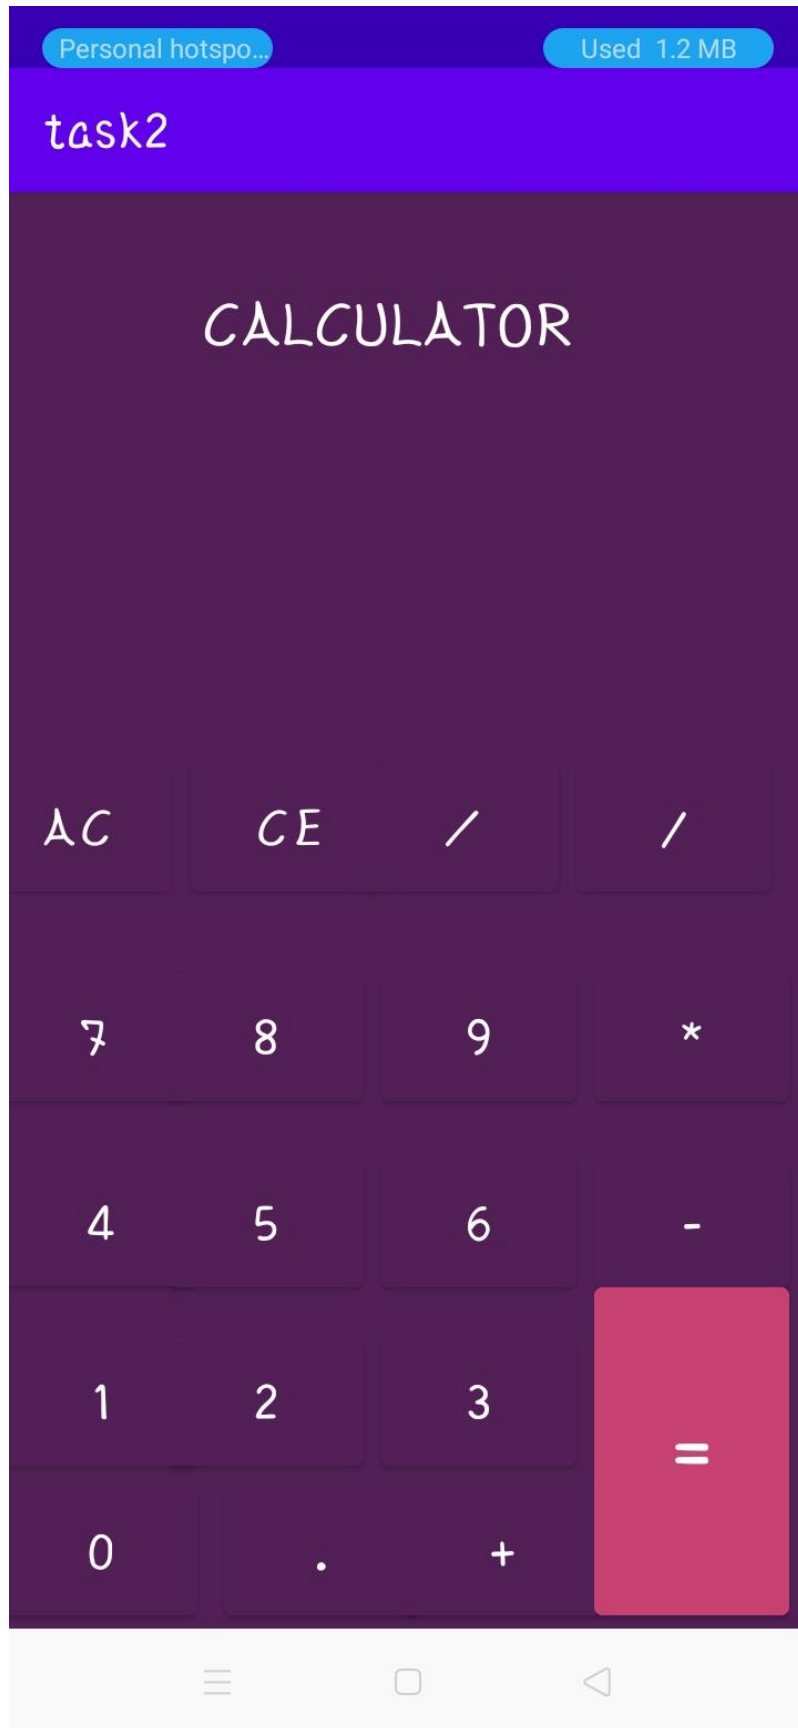 Personal hotspo... Used 1.2 MB
task2
CALCULATOR
AC CE / /
7 8 9 *
4 5 6 -
1 2 3 =
0 . +